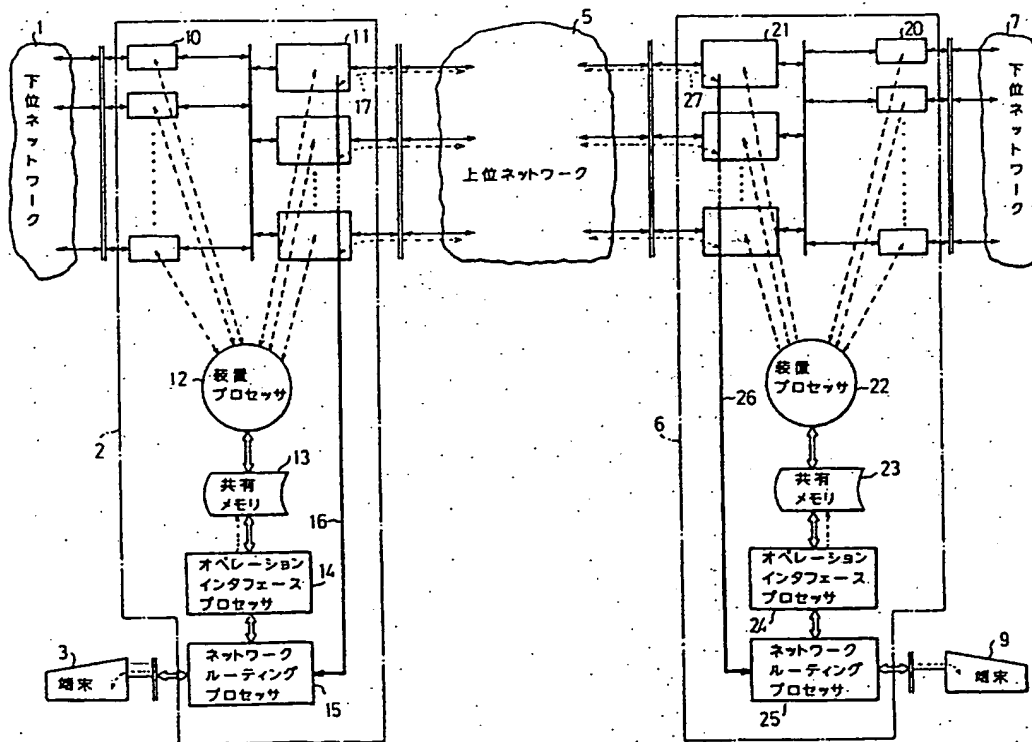 1
10
11
5
21
20
7
下位ネットワーク
17
上位ネットワーク
27
下位ネットワーク
12
装置
プロセッサ
装置
プロセッサ
22
2
13
共有
メモリ
16
26
6
共有
メモリ
23
オペレーション
インタフェース
プロセッサ
14
オペレーション
インタフェース
プロセッサ
24
3
端末
ネットワーク
ルーティング
プロセッサ
15
ネットワーク
ルーティング
プロセッサ
25
9
端末